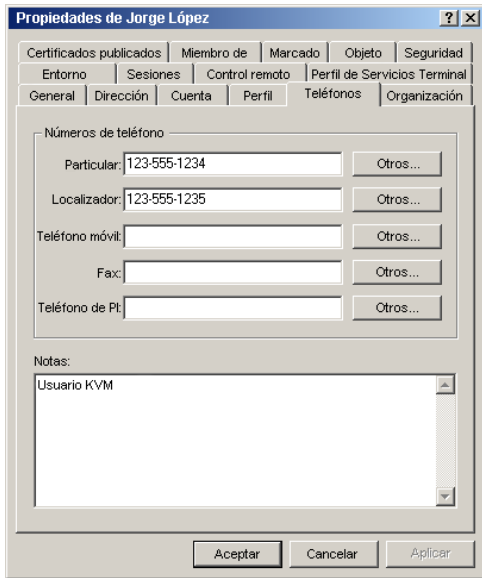 Propiedades de Jorge López
Certificados publicados Miembro de Marcado Objeto Seguridad
Entorno Sesiones Control remoto Perfil de Servicios Terminal
General Dirección Cuenta Perfil Teléfonos Organización
Números de teléfono
Particular: 123-555-1234 Otros...
Localizador: 123-555-1235 Otros...
Teléfono móvil: Otros...
Fax: Otros...
Teléfono de PI: Otros...
Notas:
Usuario KVM
Aceptar Cancelar Aplicar